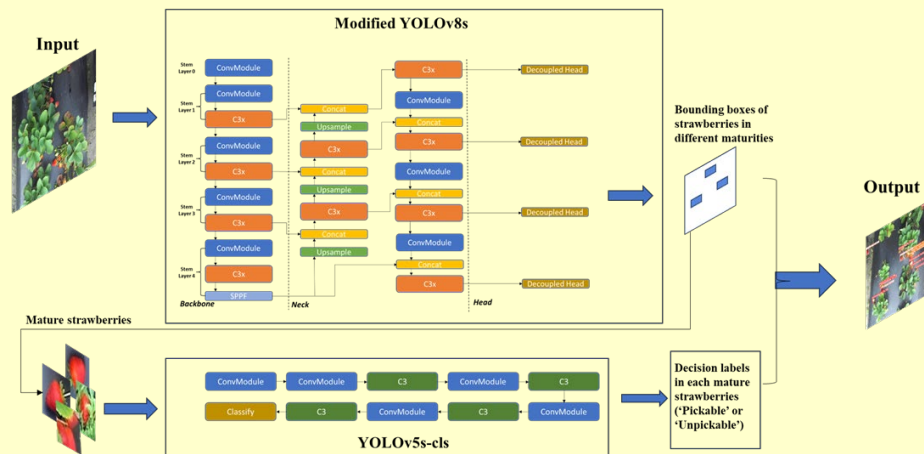 Modified YOLOv8s
Input
Stem
Layer 0
ConvModule
Stem
Layer 1
ConvModule
C3x
Stem
Layer 2
ConvModule
C3x
Stem
Layer 3
ConvModule
C3x
Stem
Layer 4
ConvModule
C3x
SPPF
Backbone
Concat
Upsample
C3x
Concat
Upsample
C3x
Concat
Upsample
Neck
C3x
ConvModule
Concat
C3x
ConvModule
Concat
C3x
ConvModule
Concat
C3x
Decoupled Head
Decoupled Head
Decoupled Head
Decoupled Head
Head
Bounding boxes of
strawberries in
different maturities
Output
Mature strawberries
ConvModule
ConvModule
C3
ConvModule
C3
Classify
C3
ConvModule
C3
ConvModule
YOLOv5s-cls
Decision labels
in each mature
strawberries
('Pickable' or
'Unpickable')